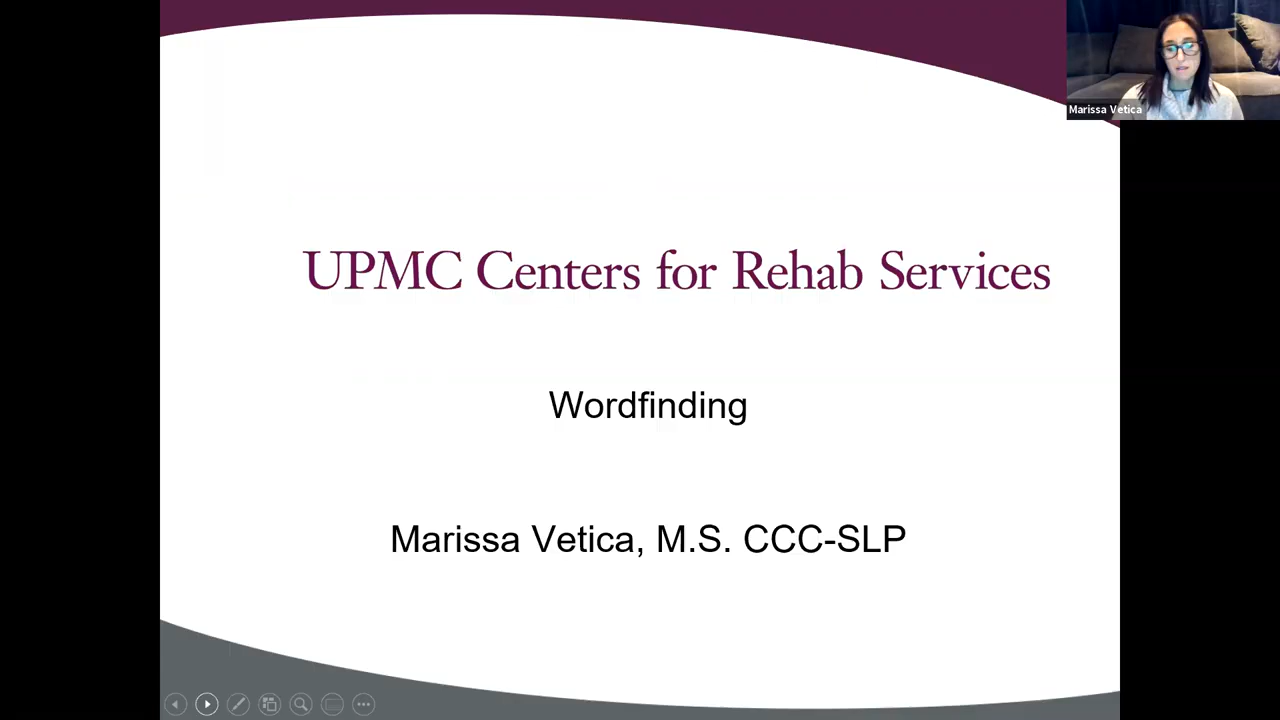 Marissa Vetica
UPMC Centers for Rehab Services
Wordfinding
Marissa Vetica, M.S. CCC-SLP